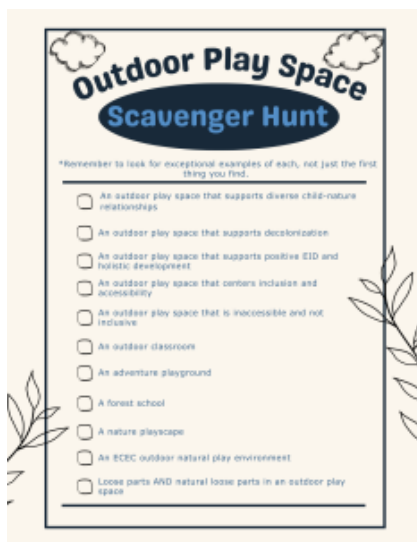 Outdoor Play Space
Scavenger Hunt
*Remember to look for exceptional examples of each, not just the first
thing you find.
An outdoor play space that supports diverse child-nature
relationships
An outdoor play space that supports decolonization
An outdoor play space that supports positive EID and
holistic development
An outdoor play space that centers inclusion and
accessibility
An outdoor play space that is inaccessible and not
inclusive
An outdoor classroom
An adventure playground
A forest school
A nature playscape
An ECEC outdoor natural play environment
Loose parts AND natural loose parts in an outdoor play
space